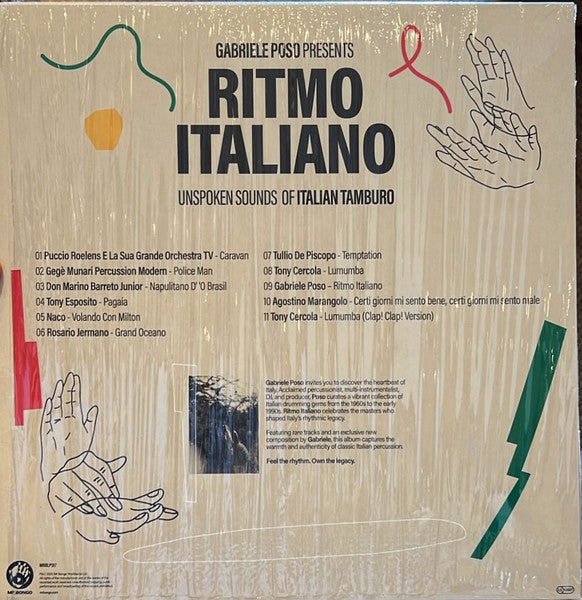 GABRIELE POSO PRESENTS
RITMO
ITALIANO
UNSPOKEN SOUNDS OF ITALIAN TAMBURO
01 Puccio Roelens E La Sua Grande Orchestra TV - Caravan
02 Gegè Munari Percussion Modern - Police Man
03 Don Marino Barreto Junior - Napulitano D' 'O Brasil
04 Tony Esposito - Pagaia
05 Naco - Volando Con Milton
06 Rosario Jermano - Grand Oceano
07 Tullio De Piscopo - Temptation
08 Tony Cercola - Lumumba
09 Gabriele Poso – Ritmo Italiano
10 Agostino Marangolo - Certi giorni mi sento bene, certi giorni mi sento male
11 Tony Cercola - Lumumba (Clap! Clap! Version)
Gabriele Poso invites you to discover the heartbeat of
Italy. Acclaimed percussionist, multi-instrumentalist,
DJ, and producer, Poso curates a vibrant collection of
Italian drumming gems from the 1960s to the early
1990s. Ritmo Italiano celebrates the masters who
shaped Italy's rhythmic legacy.
Featuring rare tracks and an exclusive new
composition by Gabriele, this album captures the
warmth and authenticity of classic Italian percussion.
Feel the rhythm. Own the legacy.
MR BONGO